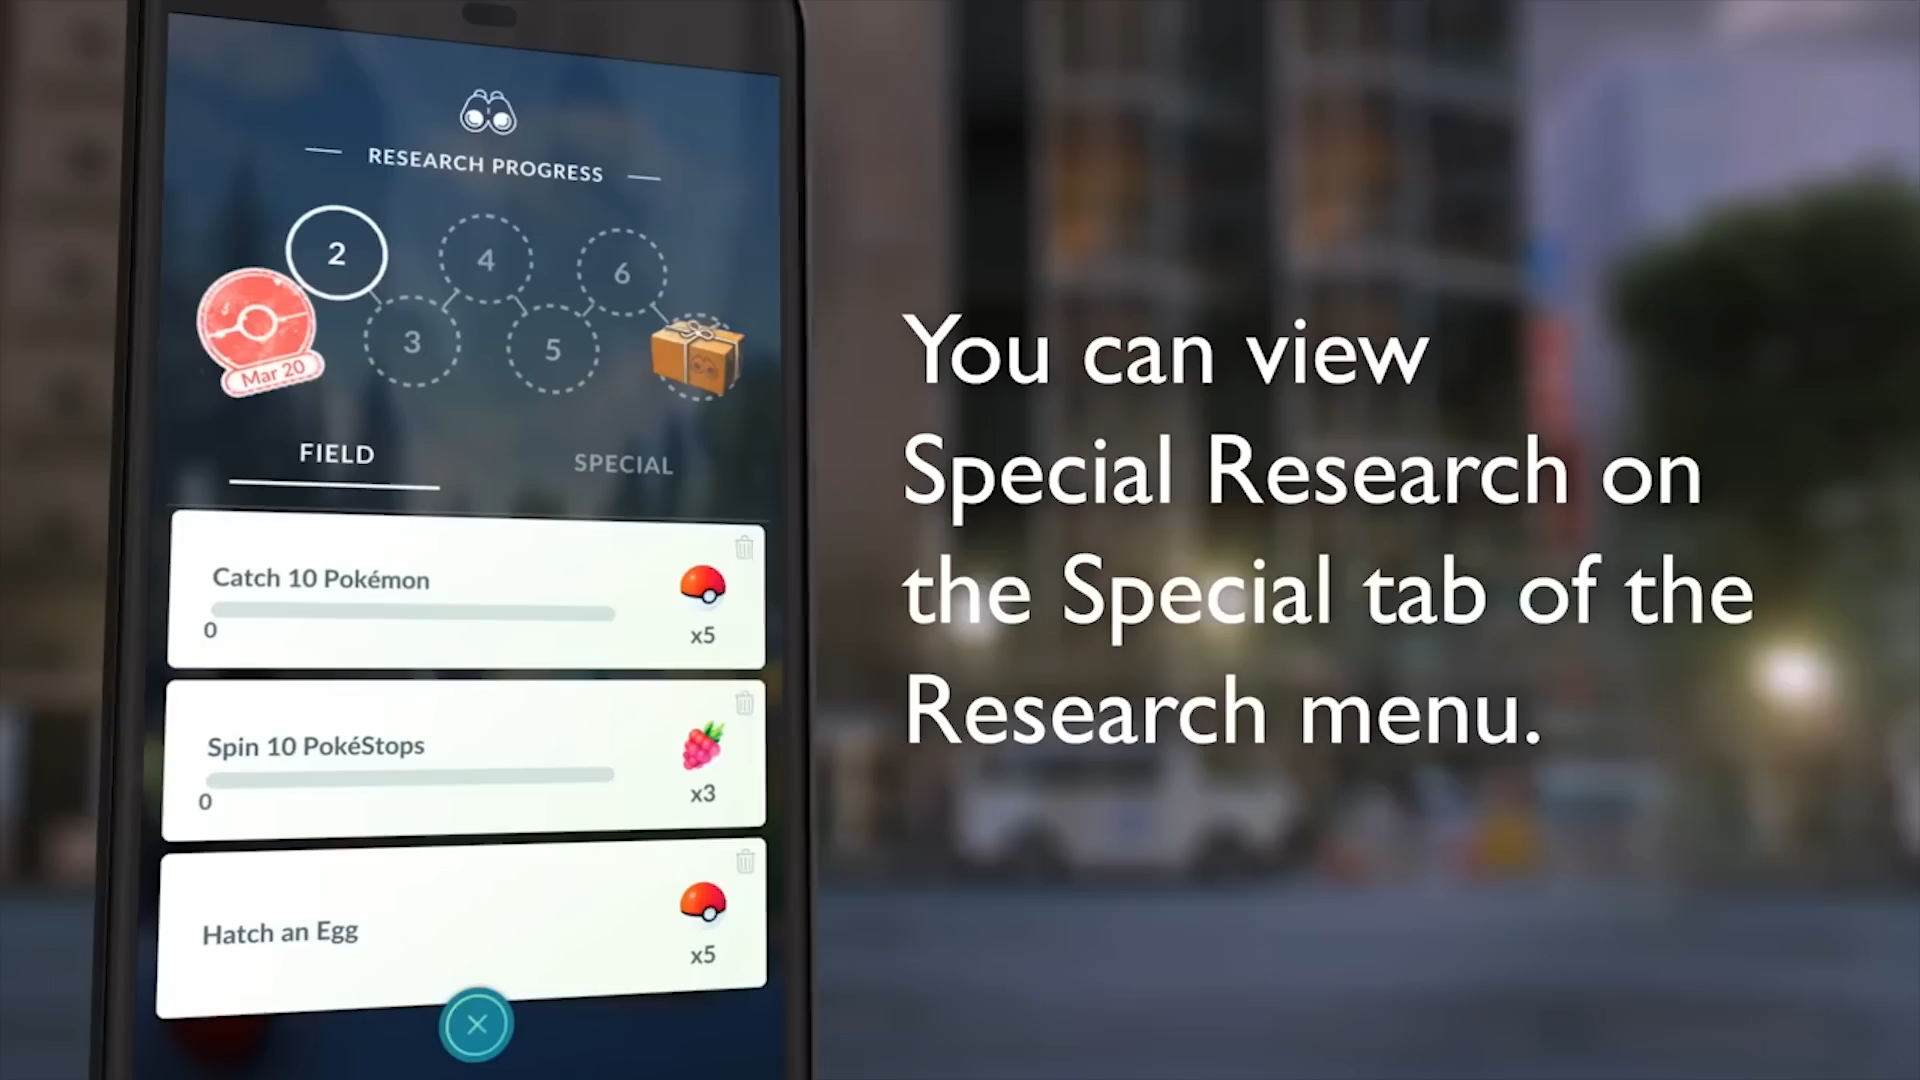 RESEARCH PROGRESS
2
4
6
3
5
Mar 20
FIELD
SPECIAL
Catch 10 Pokémon
0
x5
Spin 10 PokéStops
0
x3
Hatch an Egg
x5
You can view
Special Research on
the Special tab of the
Research menu.